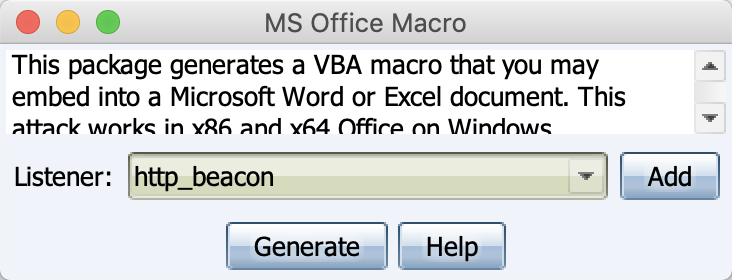 MS Office Macro
This package generates a VBA macro that you may
embed into a Microsoft Word or Excel document. This
attack works in x86 and x64 Office on Windows.
Listener: http_beacon Add
Generate Help